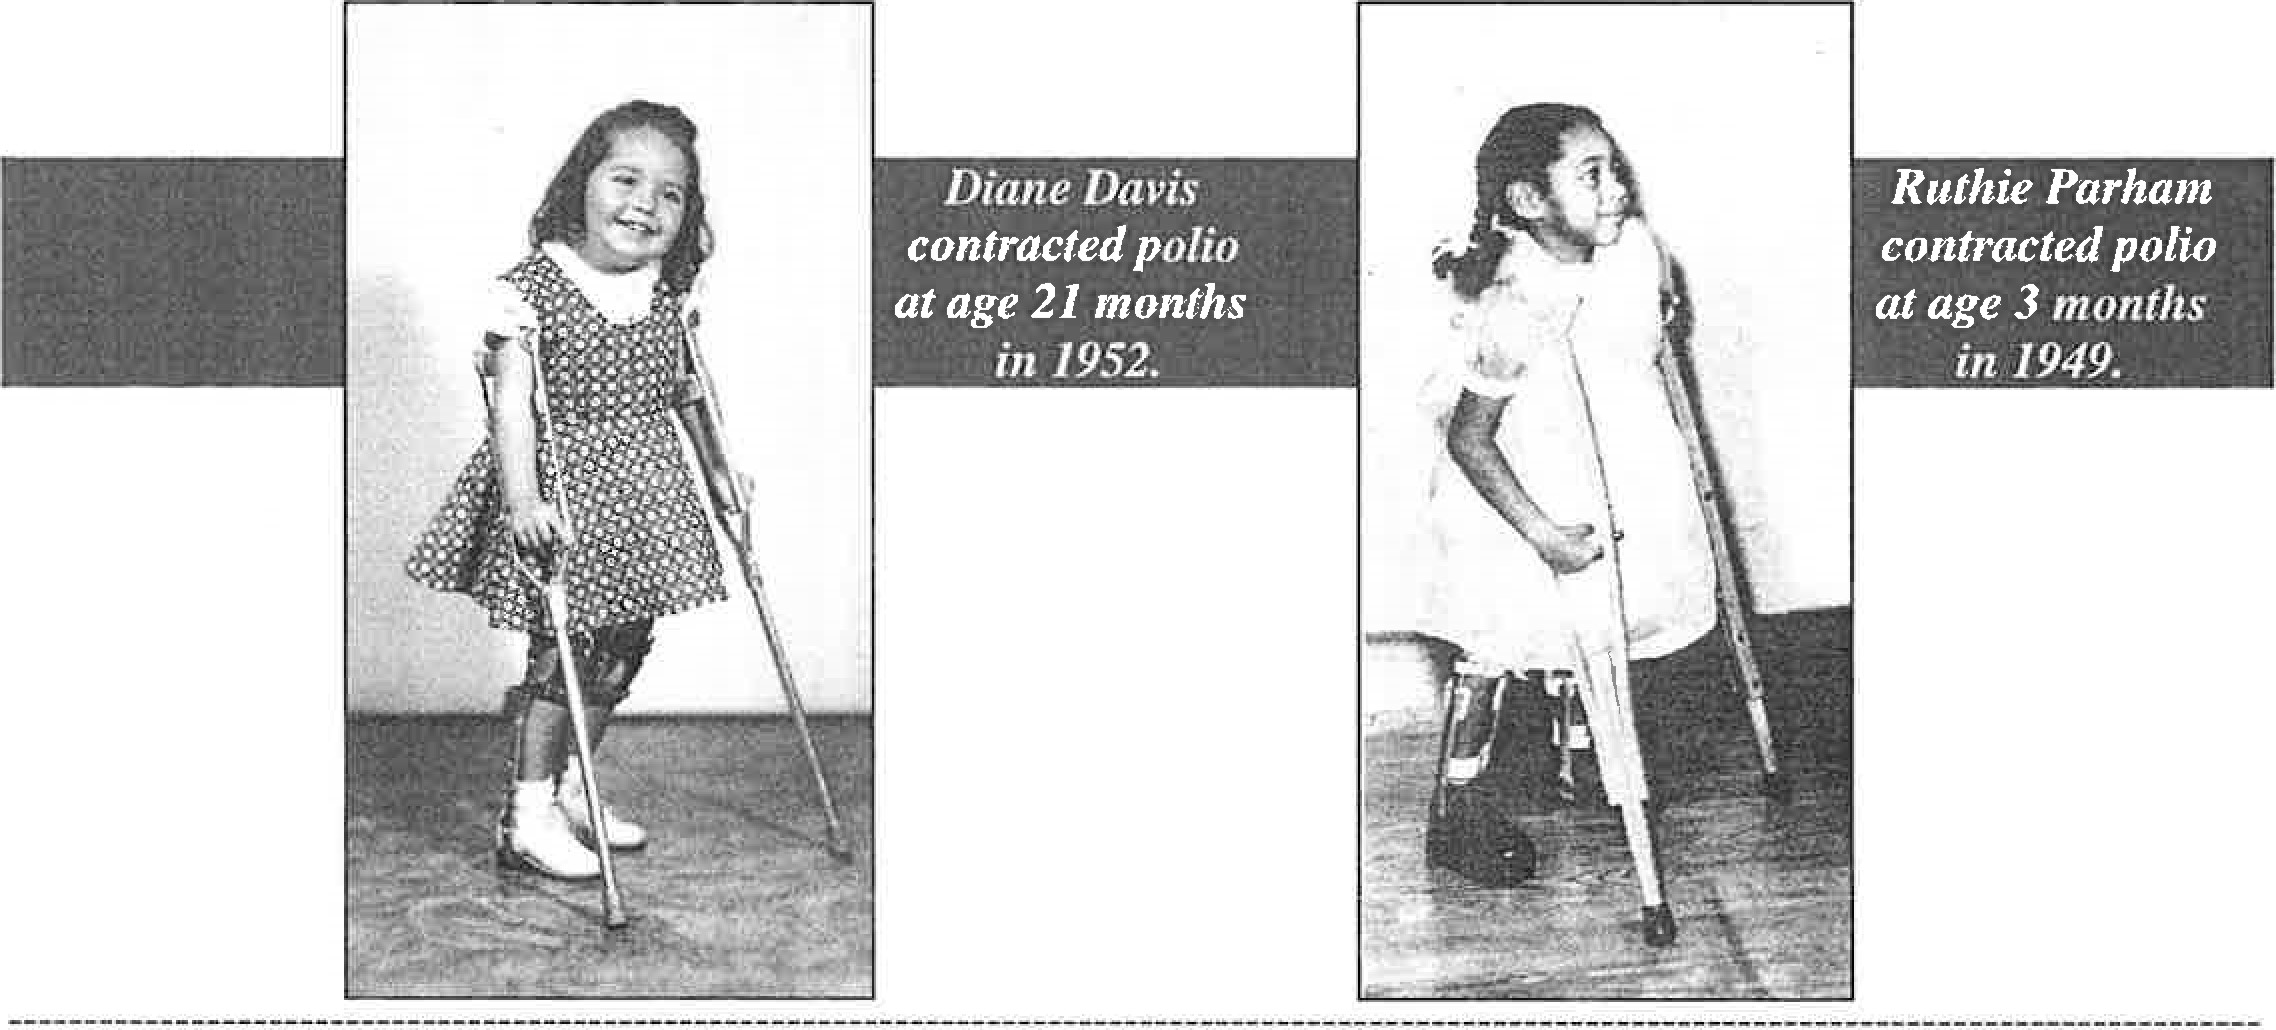 Diane Davis
contracted polio
at age 21 months
in 1952.
Ruthie Parham
contracted polio
at age 3 months
in 1949.